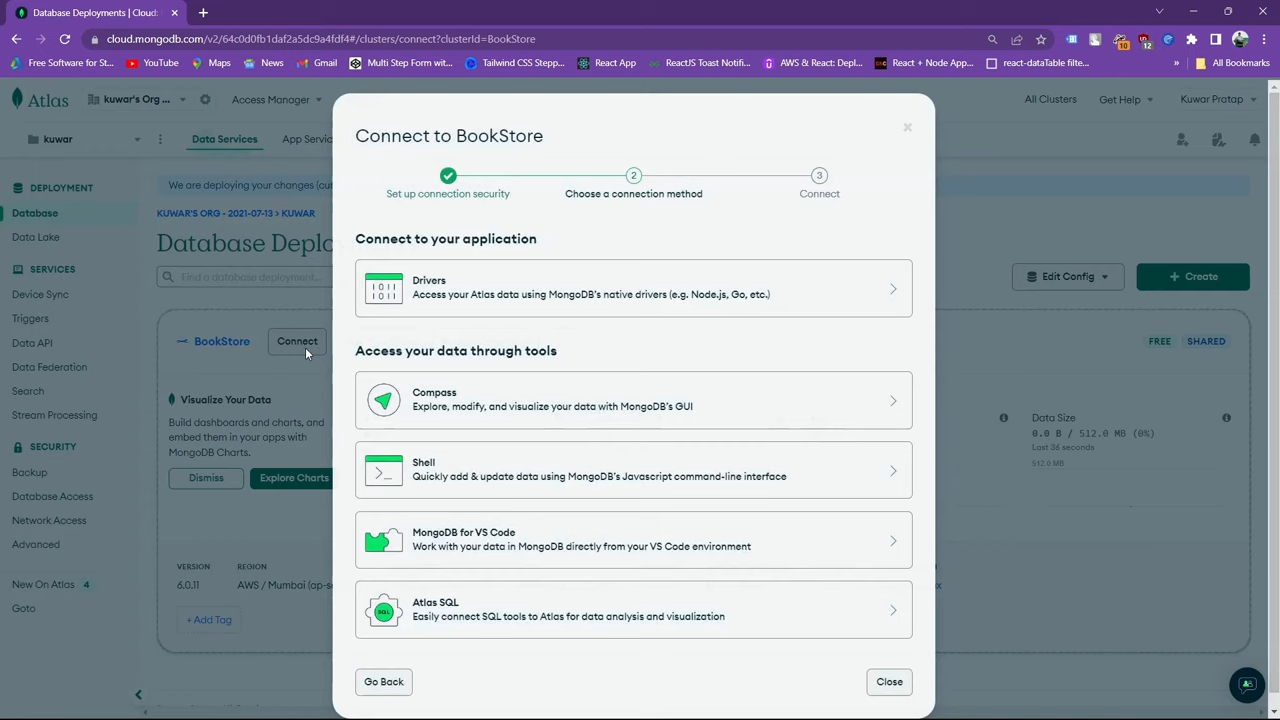 Database Deployments | Cloud:
cloud.mongodb.com/v2/64c0d0fb1daf2a5dc9a4fdf4#/clusters/connect?clusterId=BookStore
Free Software for S... YouTube Maps News Gmail Multi Step Form with... Tailwind CSS Stepp... React App ReactJS Toast Notifi... AWS & React: Depl... React + Node App... react-dataTable filte... » All Bookmarks
10 12
Atlas kuwar's Org ... Access Manager All Clusters Get Help Kuwar Pratap
kuwar Data Services App Servic
DEPLOYMENT
Database
Data Lake
SERVICES
Device Sync
Triggers
Data API
Data Federation
Search
Stream Processing
SECURITY
Backup
Database Access
Network Access
Advanced
New On Atlas 4
Goto
We are deploying your changes (cur
KUWAR'S ORG - 2021-07-13 > KUWAR
Database Deplo
Find a database deployment...
Edit Config
+ Create
BookStore Connect
FREE SHARED
Visualize Your Data
Build dashboards and charts, and
embed them in your apps with
MongoDB Charts.
Dismiss Explore Charts
Data Size
0.0 B / 512.0 MB (0%)
Last 36 seconds
512.0 MB
VERSION REGION
6.0.11 AWS / Mumbai (ap-s
+ Add Tag
Connect to BookStore
2 3
Set up connection security Choose a connection method Connect
Connect to your application
Drivers
Access your Atlas data using MongoDB's native drivers (e.g. Node.js, Go, etc.)
Access your data through tools
Compass
Explore, modify, and visualize your data with MongoDB's GUI
Shell
Quickly add & update data using MongoDB's Javascript command-line interface
MongoDB for VS Code
Work with your data in MongoDB directly from your VS Code environment
SQL
Atlas SQL
Easily connect SQL tools to Atlas for data analysis and visualization
Go Back Close